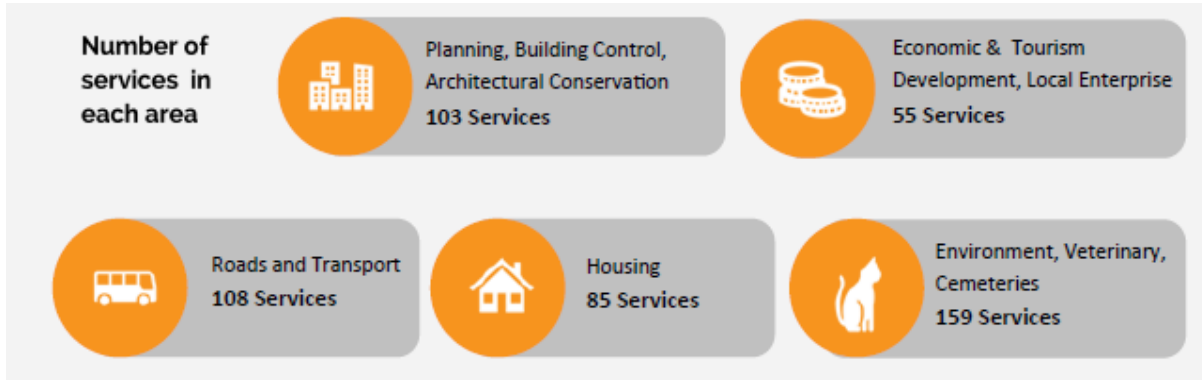 Number of
services in
each area
Planning, Building Control,
Architectural Conservation
103 Services
Economic & Tourism
Development, Local Enterprise
55 Services
Roads and Transport
108 Services
Housing
85 Services
Environment, Veterinary,
Cemeteries
159 Services